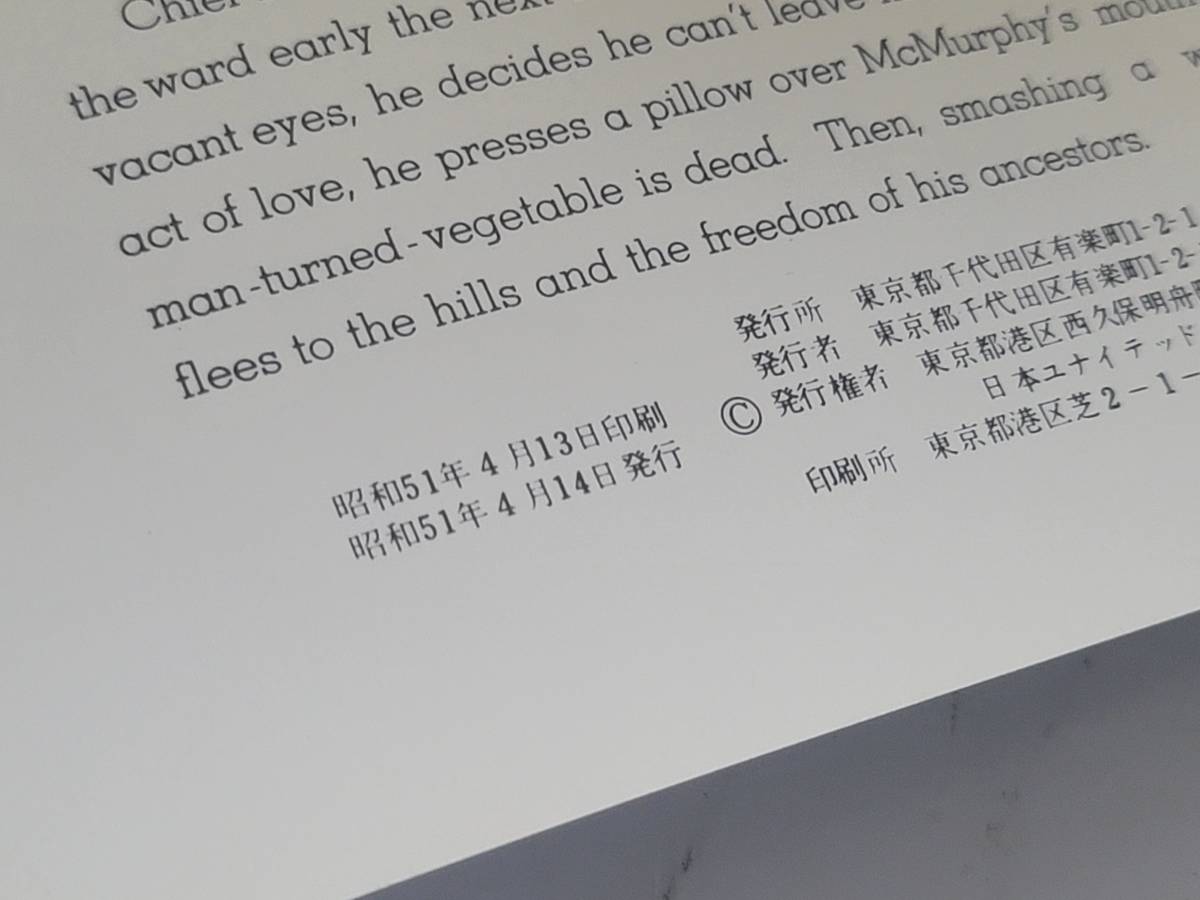 Chief
the ward early the next
vacant eyes, he decides he can't leave
act of love, he presses a pillow over McMurphy's mouth
man-turned-vegetable is dead. Then, smashing a
flees to the hills and the freedom of his ancestors.
昭和51年4月13日印刷
昭和51年4月14日発行
発行所 東京都千代田区有楽町1-2-1
発行者 東京都千代田区有楽町1-2-
Ⓒ発行権者 東京都港区西久保明舟町
日本ユナイテッド
印刷所 東京都港区芝2-1-